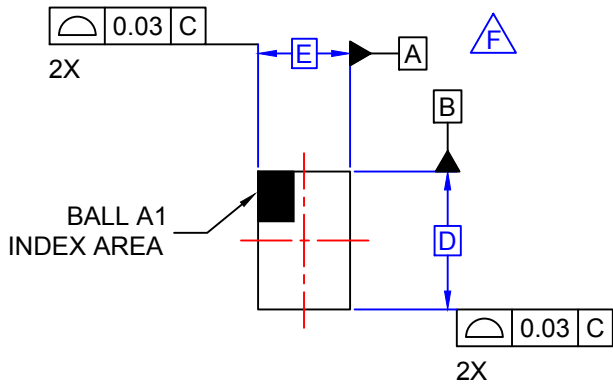 ⌓ 0.03 C
2X
E
A
F
B
BALL A1
INDEX AREA
D
⌓ 0.03 C
2X